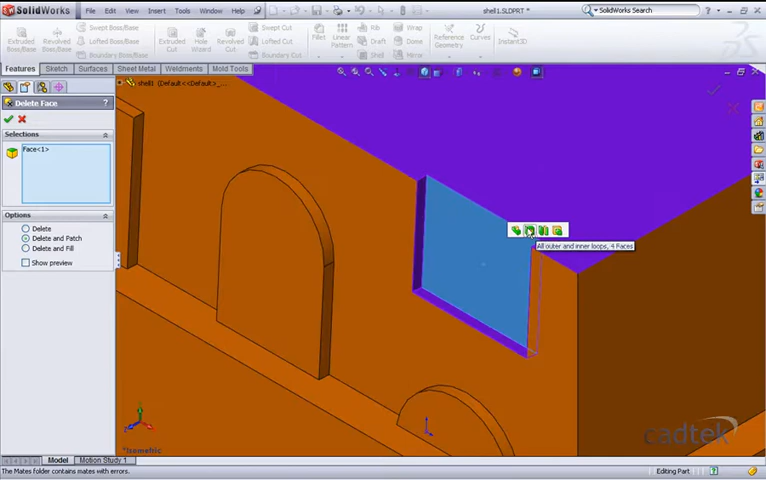 SolidWorks
File Edit View Insert Tools Window Help
shell1.SLDPRT *
SolidWorks Search
Extruded Boss/Base
Revolved Boss/Base
Swept Boss/Base
Lofted Boss/Base
Boundary Boss/Base
Extruded Cut
Hole Wizard
Revolved Cut
Swept Cut
Lofted Cut
Boundary Cut
Fillet
Linear Pattern
Rib
Draft
Shell
Wrap
Dome
Mirror
Reference Geometry
Curves
Instant3D
Features Sketch Surfaces Sheet Metal Weldments Mold Tools
shell1 (Default<<Default>_...
Delete Face
?
Selections
Face<1>
Options
Delete
Delete and Patch
Delete and Fill
Show preview
All outer and inner loops, 4 Faces
*Isometric
cadtek
Model Motion Study 1
The Mates folder contains mates with errors.
Editing Part